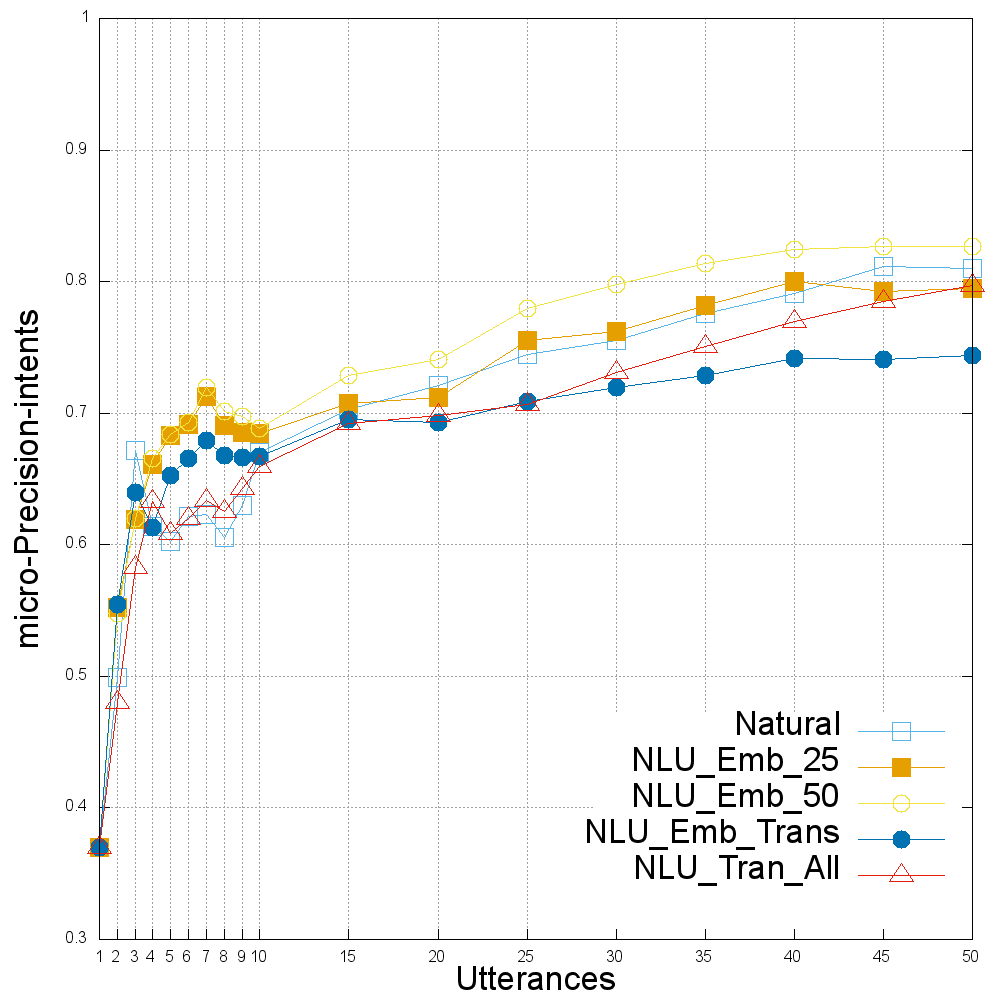 1
0.9
0.8
0.7
0.6
0.5
0.4
0.3
micro-Precision-intents
Natural
NLU_Emb_25
NLU_Emb_50
NLU_Emb_Trans
NLU_Tran_All
1 2 3 4 5 6 7 8 9 10 15 20 25 30 35 40 45 50
Utterances